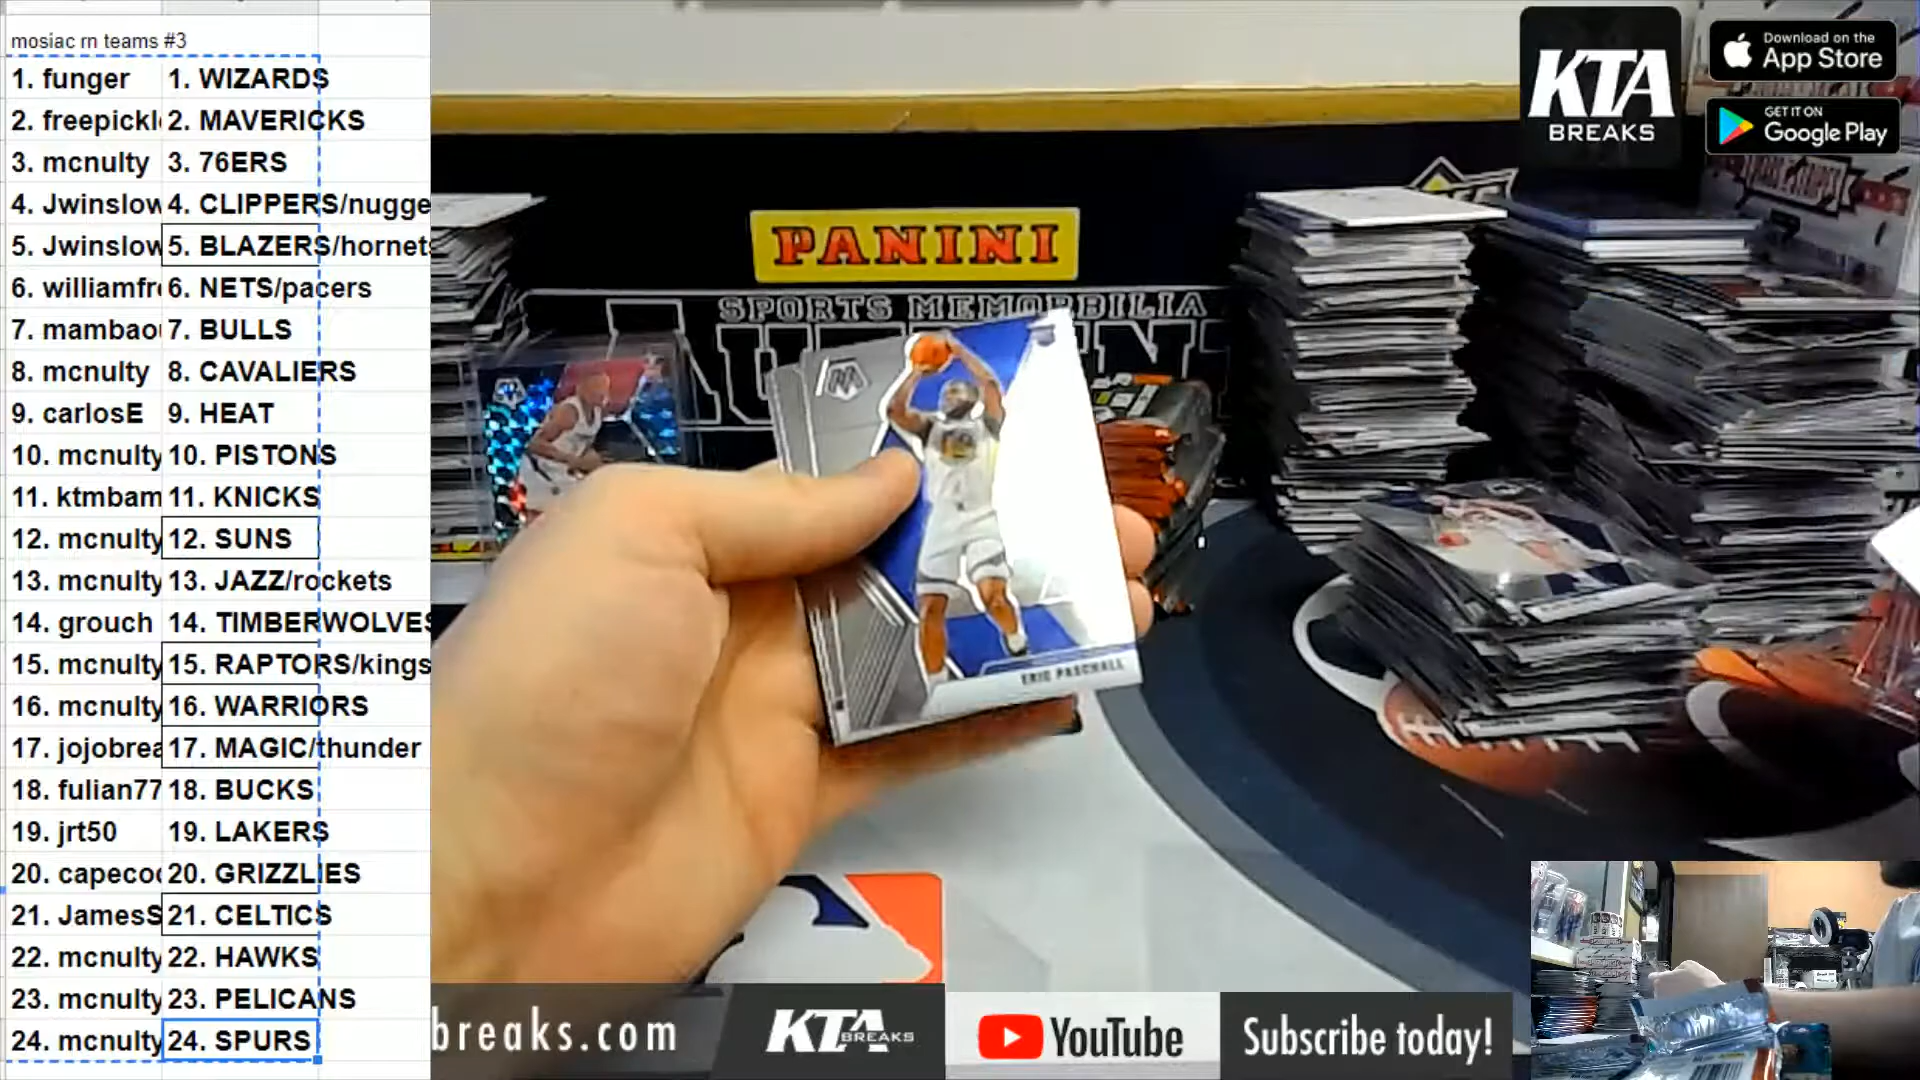 mosiac rn teams #3
1. funger 1. WIZARDS
2. freepickl 2. MAVERICKS
3. mcnulty 3. 76ERS
4. Jwinslow 4. CLIPPERS/nugge
5. Jwinslow 5. BLAZERS/hornets
6. williamfr 6. NETS/pacers
7. mambao 7. BULLS
8. mcnulty 8. CAVALIERS
9. carlosE 9. HEAT
10. mcnulty 10. PISTONS
11. ktmbam 11. KNICKS
12. mcnulty 12. SUNS
13. mcnulty 13. JAZZ/rockets
14. grouch 14. TIMBERWOLVES
15. mcnulty 15. RAPTORS/kings
16. mcnulty 16. WARRIORS
17. jojobrea 17. MAGIC/thunder
18. fulian77 18. BUCKS
19. jrt50 19. LAKERS
20. capecoo 20. GRIZZLIES
21. JamesS 21. CELTICS
22. mcnulty 22. HAWKS
23. mcnulty 23. PELICANS
24. mcnulty 24. SPURS
KTA
BREAKS
Download on the
App Store
GET IT ON
Google Play
PANINI
SPORTS MEMORBILIA
ERIC PASCHALL
breaks.com
KTA BREAKS
YouTube
Subscribe today!